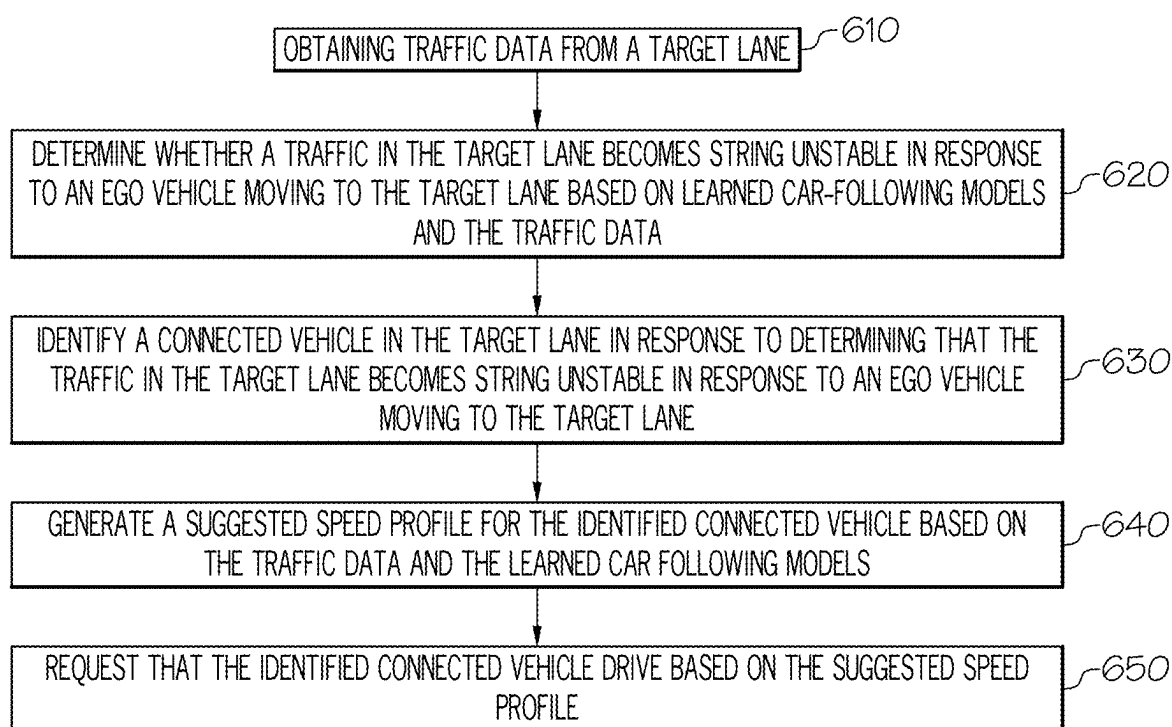 OBTAINING TRAFFIC DATA FROM A TARGET LANE
610
DETERMINE WHETHER A TRAFFIC IN THE TARGET LANE BECOMES STRING UNSTABLE IN RESPONSE
TO AN EGO VEHICLE MOVING TO THE TARGET LANE BASED ON LEARNED CAR-FOLLOWING MODELS
AND THE TRAFFIC DATA
620
IDENTIFY A CONNECTED VEHICLE IN THE TARGET LANE IN RESPONSE TO DETERMINING THAT THE
TRAFFIC IN THE TARGET LANE BECOMES STRING UNSTABLE IN RESPONSE TO AN EGO VEHICLE
MOVING TO THE TARGET LANE
630
GENERATE A SUGGESTED SPEED PROFILE FOR THE IDENTIFIED CONNECTED VEHICLE BASED ON
THE TRAFFIC DATA AND THE LEARNED CAR FOLLOWING MODELS
640
REQUEST THAT THE IDENTIFIED CONNECTED VEHICLE DRIVE BASED ON THE SUGGESTED SPEED
PROFILE
650